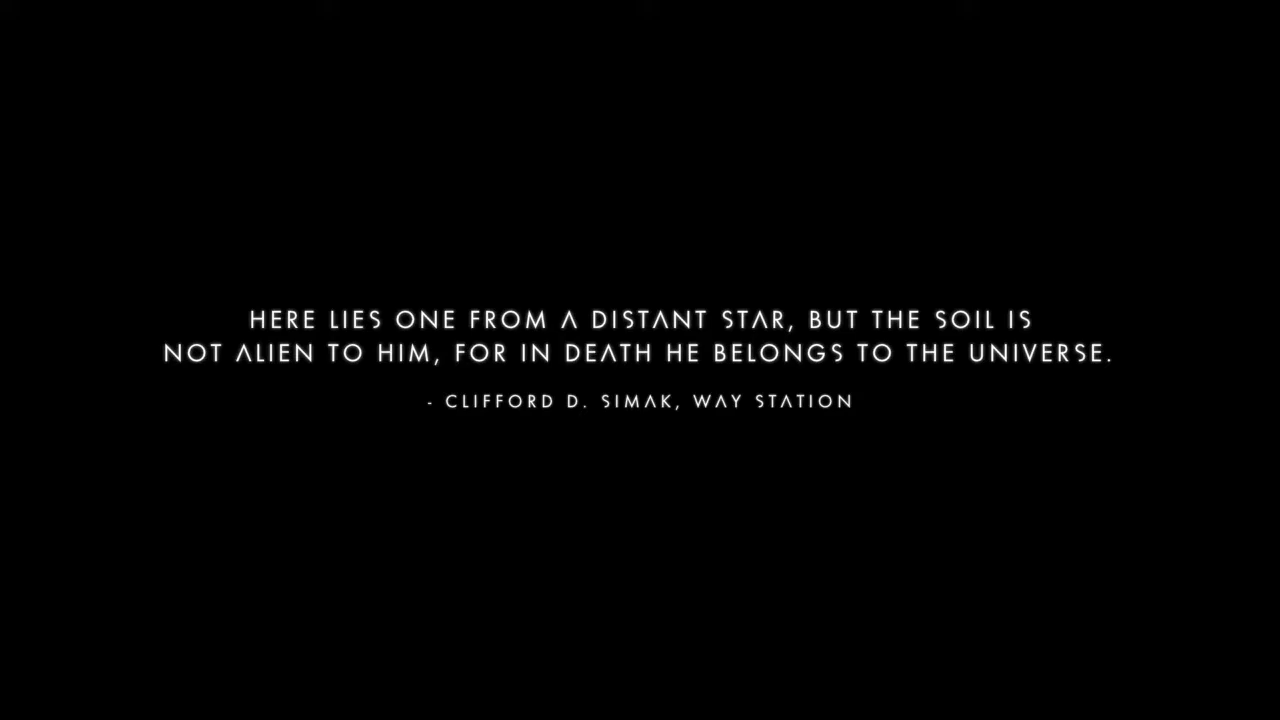 HERE LIES ONE FROM A DISTANT STAR, BUT THE SOIL IS
NOT ALIEN TO HIM, FOR IN DEATH HE BELONGS TO THE UNIVERSE.
- CLIFFORD D. SIMAK, WAY STATION